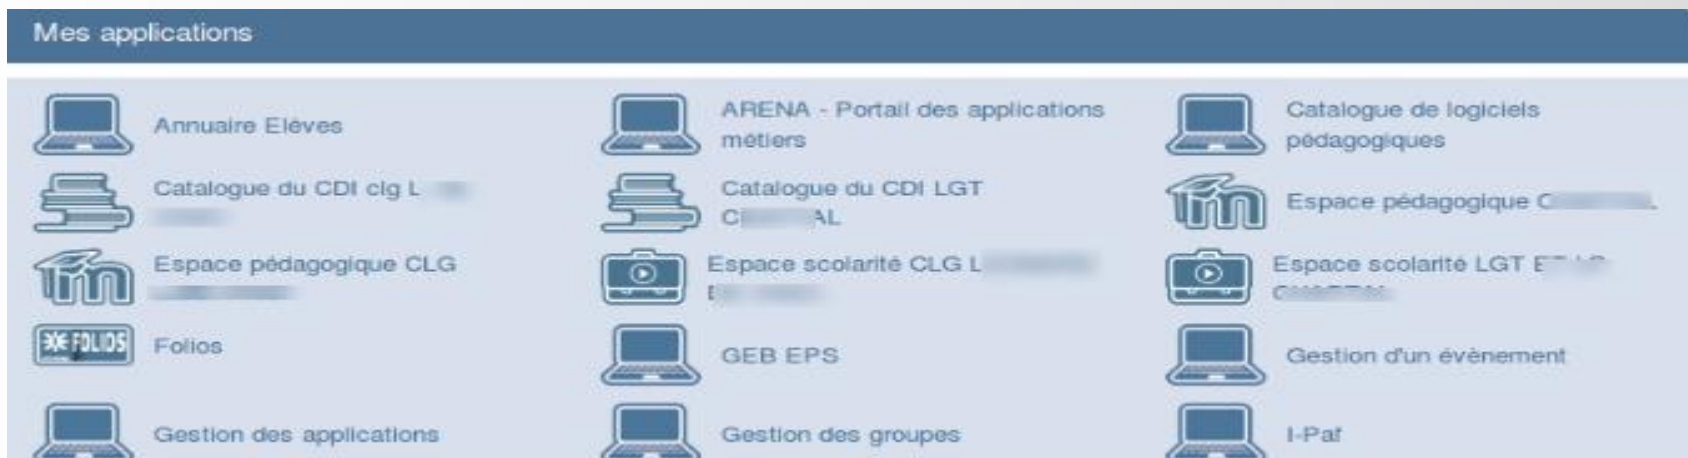 Mes applications
Annuaire Elèves
ARENA - Portail des applications
métiers
Catalogue de logiciels
pédagogiques
Catalogue du CDI clg L
Catalogue du CDI LGT
C AL
Espace pédagogique C L
Espace pédagogique CLG
Espace scolarité CLG L
Espace scolarité LGT
FOLIOS
Folios
GEB EPS
Gestion d'un évènement
Gestion des applications
Gestion des groupes
I-Paf